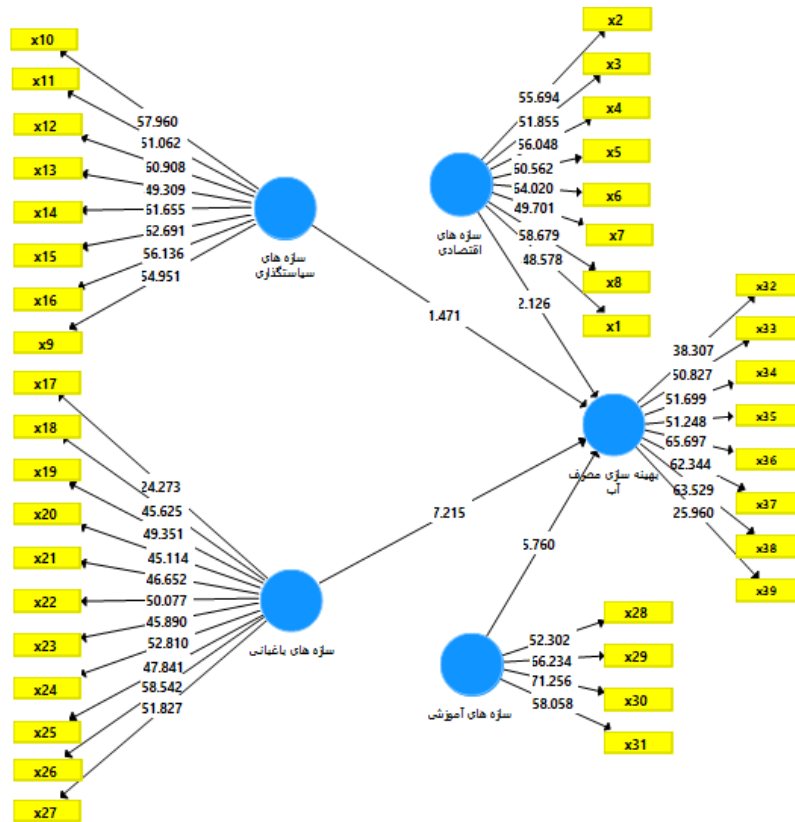 x10
x11
x12
x13
x14
x15
x16
x9
57.960
51.062
50.908
49.309
51.655
52.691
56.136
54.951
سازه های
سیاستگذاری
x2
x3
x4
x5
x6
x7
x8
x1
55.694
51.855
56.048
50.562
54.020
49.701
58.679
48.578
سازه های
اقتصادی
1.471
2.126
x32
x33
x34
x35
x36
x37
x38
x39
38.307
50.827
51.699
51.248
65.697
62.344
63.529
25.960
بهینه سازی مصرف
آب
x17
x18
x19
x20
x21
x22
x23
x24
x25
x26
x27
24.273
45.625
49.351
45.114
46.652
50.077
45.890
52.810
47.841
58.542
51.827
سازه های باغبانی
7.215
5.760
x28
x29
x30
x31
52.302
56.234
71.256
58.058
سازه های آموزشی